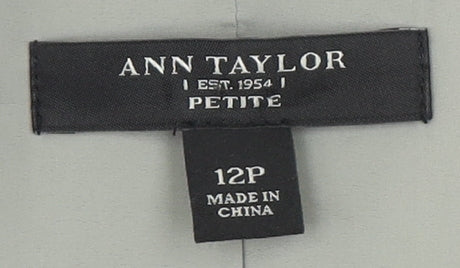 ANN TAYLOR
| EST. 1954 |
PETITE
12P
MADE IN
CHINA